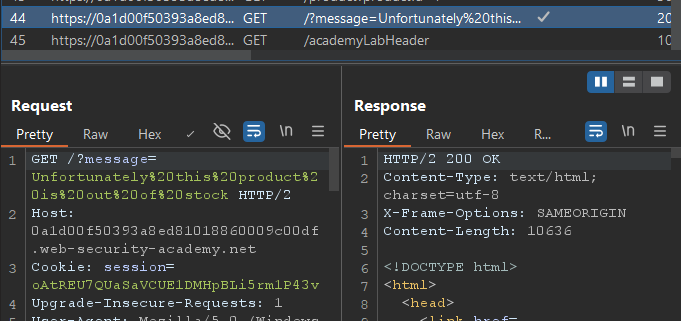 44 https://0a1d00f50393a8ed8... GET /?message=Unfortunately%20this... 20
45 https://0a1d00f50393a8ed8... GET /academyLabHeader 10
Request
Response
Pretty Raw Hex \n
Pretty Raw Hex R... \n
1 GET /?message=
Unfortunately%20this%20product%2
0is%20out%20of%20stock HTTP/2
2 Host:
0a1d00f50393a8ed81018860009c00df
.web-security-academy.net
3 Cookie: session=
oAtREU7QUaSaVCUElDMHpBLi5rmlP43v
4 Upgrade-Insecure-Requests: 1
1 HTTP/2 200 OK
2 Content-Type: text/html;
charset=utf-8
3 X-Frame-Options: SAMEORIGIN
4 Content-Length: 10636
5
6 <!DOCTYPE html>
7 <html>
8 <head>